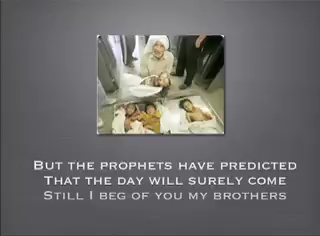 But the prophets have predicted
That the day will surely come
Still I beg of you my brothers